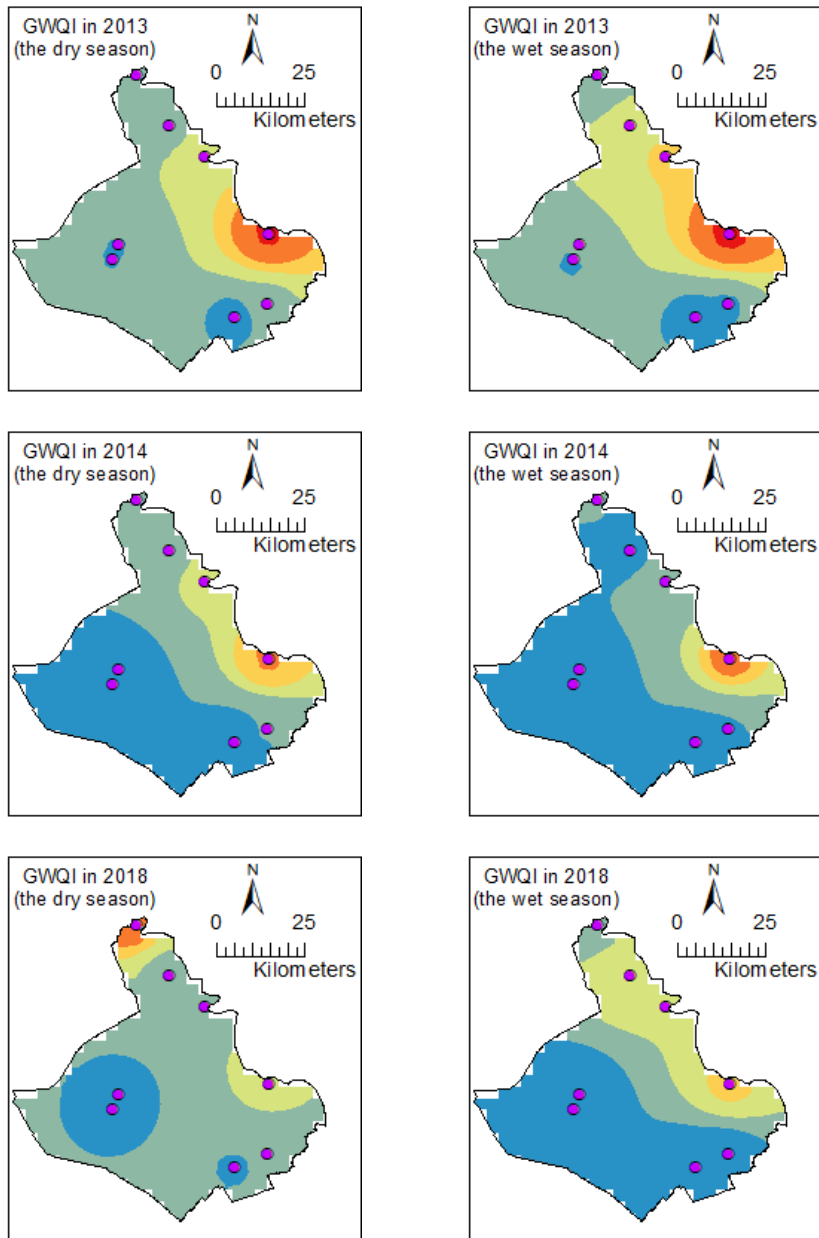 GWQI in 2013
(the dry season)
N
0 25
Kilometers
GWQI in 2013
(the wet season)
N
0 25
Kilometers
GWQI in 2014
(the dry season)
N
0 25
Kilometers
GWQI in 2014
(the wet season)
N
0 25
Kilometers
GWQI in 2018
(the dry season)
N
0 25
Kilometers
GWQI in 2018
(the wet season)
N
0 25
Kilometers